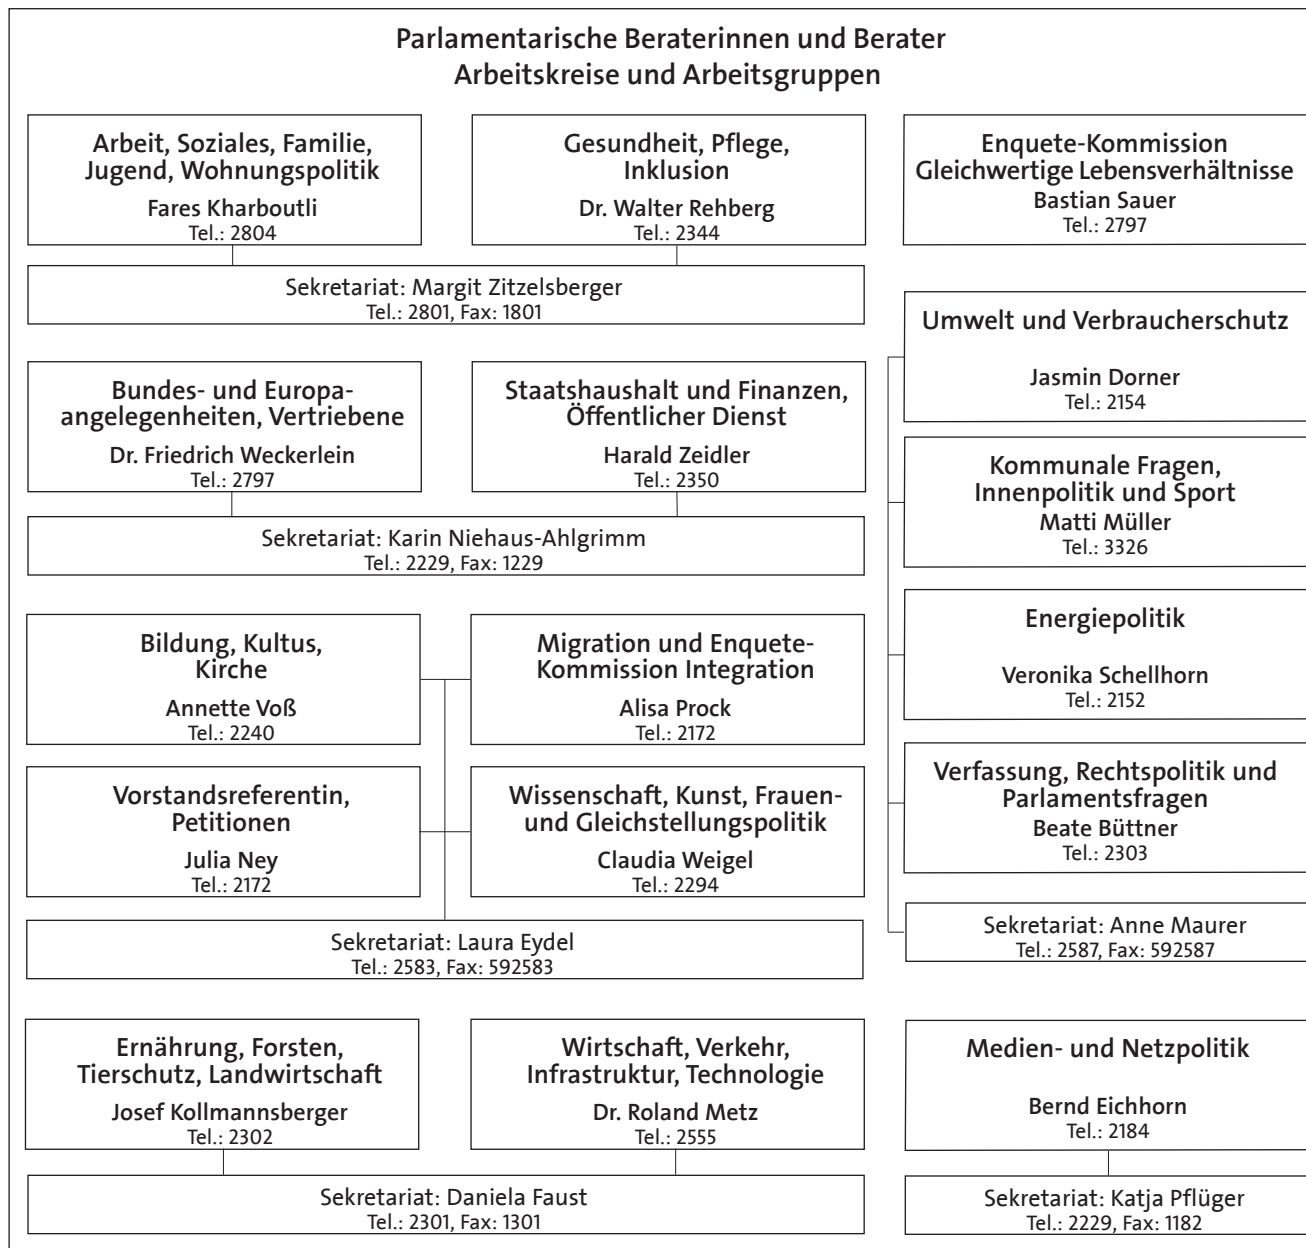 Parlamentarische Beraterinnen und Berater
Arbeitskreise und Arbeitsgruppen
Arbeit, Soziales, Familie,
Jugend, Wohnungspolitik
Fares Kharboutli
Tel.: 2804
Gesundheit, Pflege,
Inklusion
Dr. Walter Rehberg
Tel.: 2344
Sekretariat: Margit Zitzelsberger
Tel.: 2801, Fax: 1801
Enquete-Kommission
Gleichwertige Lebensverhältnisse
Bastian Sauer
Tel.: 2797
Bundes- und Europa-
angelegenheiten, Vertriebene
Dr. Friedrich Weckerlein
Tel.: 2797
Staatshaushalt und Finanzen,
Öffentlicher Dienst
Harald Zeidler
Tel.: 2350
Sekretariat: Karin Niehaus-Ahlgrimm
Tel.: 2229, Fax: 1229
Umwelt und Verbraucherschutz
Jasmin Dorner
Tel.: 2154
Kommunale Fragen,
Innenpolitik und Sport
Matti Müller
Tel.: 3326
Energiepolitik
Veronika Schellhorn
Tel.: 2152
Verfassung, Rechtspolitik und
Parlamentsfragen
Beate Büttner
Tel.: 2303
Sekretariat: Anne Maurer
Tel.: 2587, Fax: 592587
Bildung, Kultus,
Kirche
Annette Voß
Tel.: 2240
Migration und Enquete-
Kommission Integration
Alisa Prock
Tel.: 2172
Vorstandsreferentin,
Petitionen
Julia Ney
Tel.: 2172
Wissenschaft, Kunst, Frauen-
und Gleichstellungspolitik
Claudia Weigel
Tel.: 2294
Sekretariat: Laura Eydel
Tel.: 2583, Fax: 592583
Ernährung, Forsten,
Tierschutz, Landwirtschaft
Josef Kollmannsberger
Tel.: 2302
Wirtschaft, Verkehr,
Infrastruktur, Technologie
Dr. Roland Metz
Tel.: 2555
Sekretariat: Daniela Faust
Tel.: 2301, Fax: 1301
Medien- und Netzpolitik
Bernd Eichhorn
Tel.: 2184
Sekretariat: Katja Pflüger
Tel.: 2229, Fax: 1182